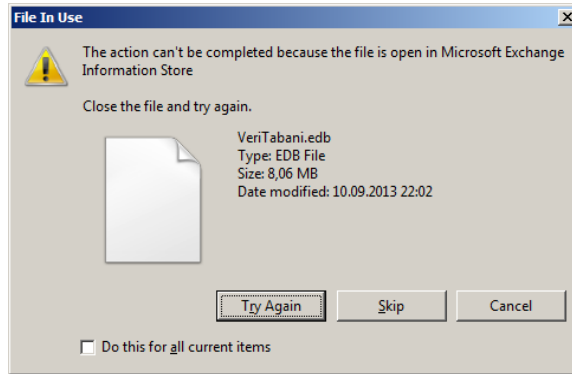 File In Use
The action can't be completed because the file is open in Microsoft Exchange
Information Store
Close the file and try again.
VeriTabani.edb
Type: EDB File
Size: 8,06 MB
Date modified: 10.09.2013 22:02
Try Again
Skip
Cancel
Do this for all current items